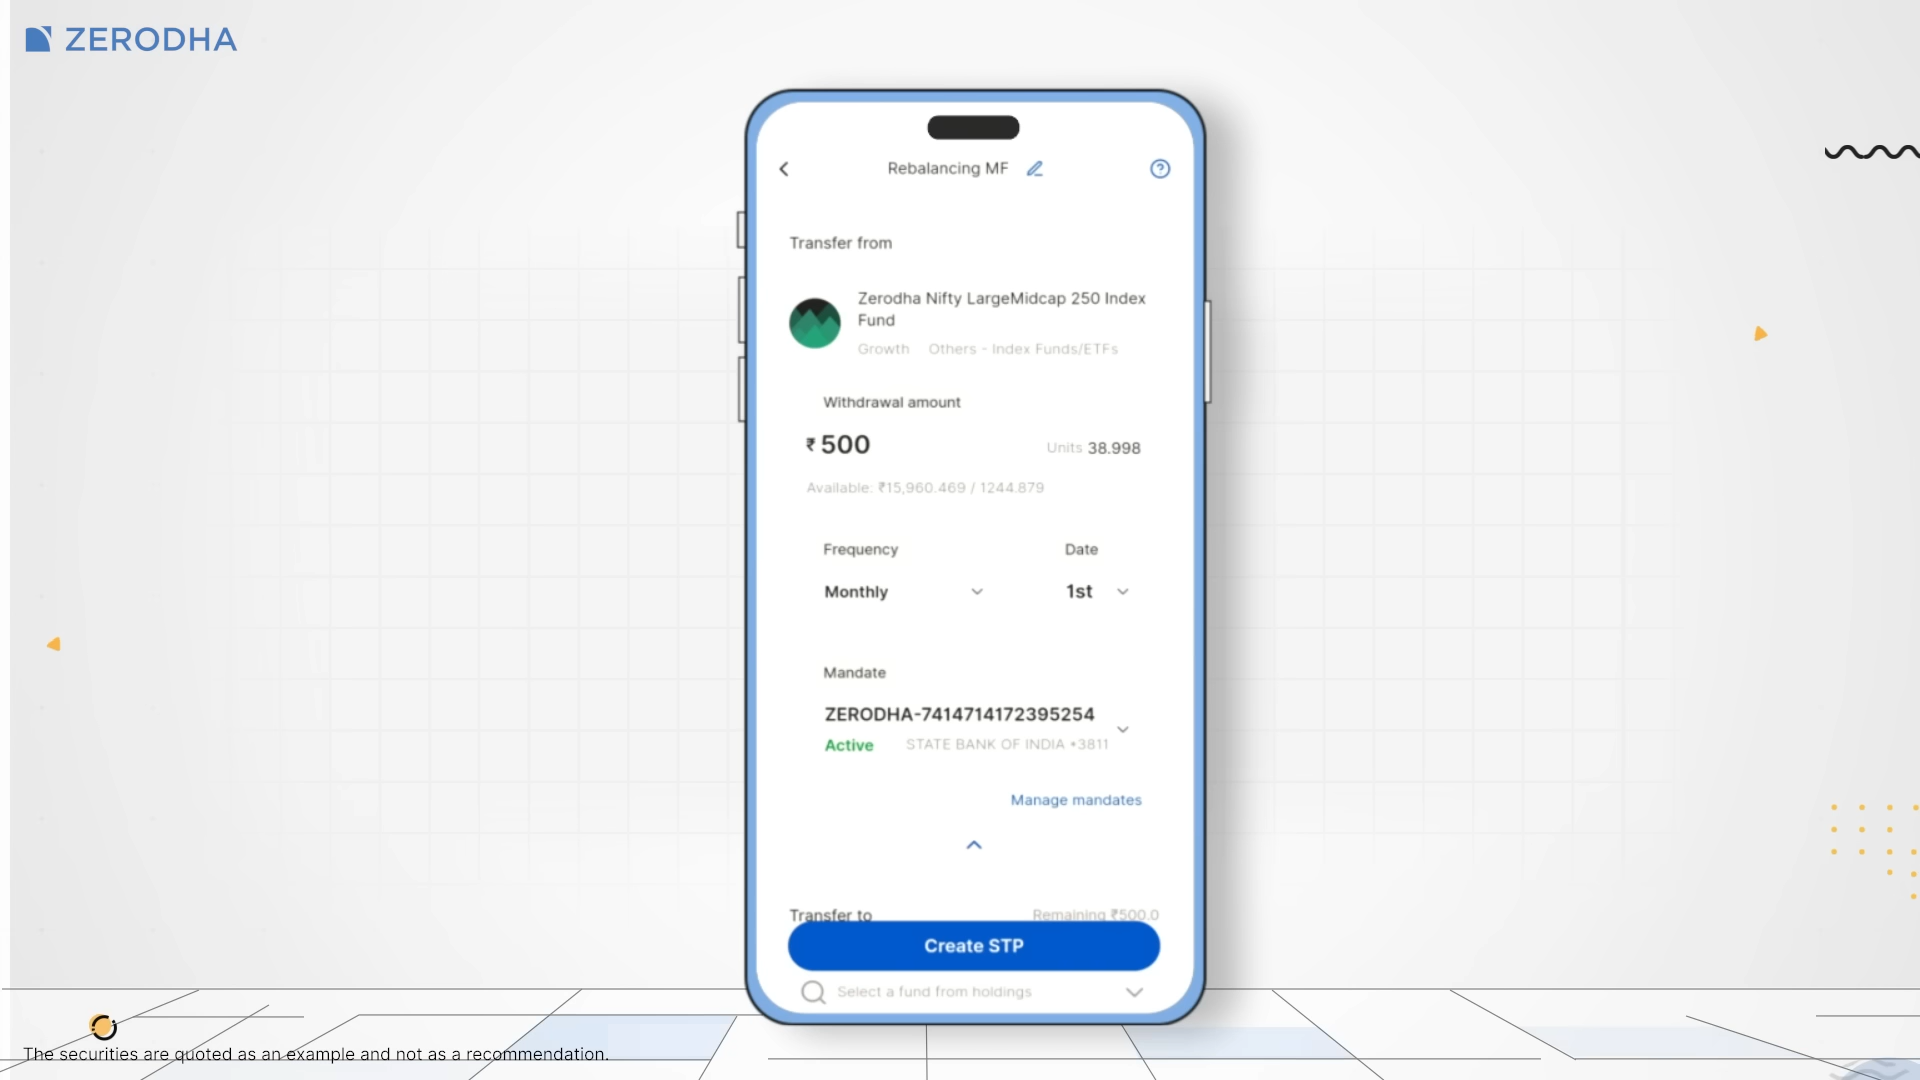 ZERODHA
Rebalancing MF
Transfer from
Zerodha Nifty LargeMidcap 250 Index
Fund
Growth Others - Index Funds/ETFs
Withdrawal amount
₹ 500 Units 38.998
Available: ₹15,960.469 / 1244.879
Frequency Date
Monthly 1st
Mandate
ZERODHA-7414714172395254
Active STATE BANK OF INDIA •3811
Manage mandates
Transfer to Remaining ₹500.0
Create STP
Select a fund from holdings
The securities are quoted as an example and not as a recommendation.